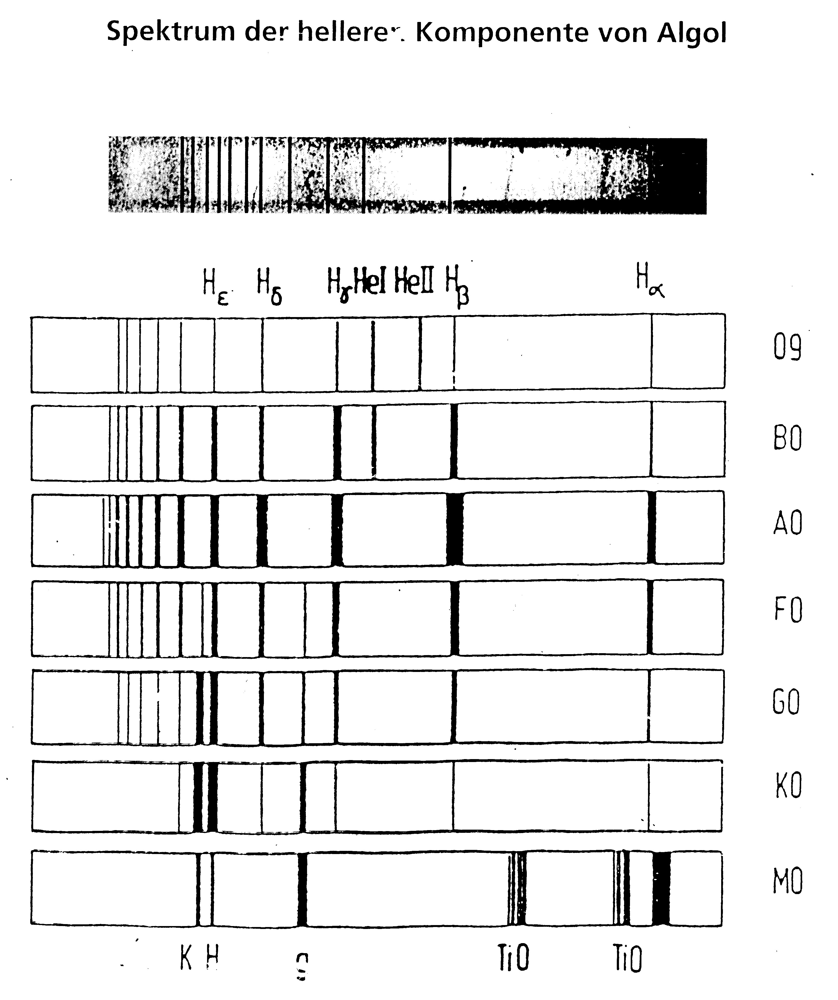 Spektrum der helleren Komponente von Algol
Hε Hδ Hγ HeI HeII Hβ Hα
O9
B0
A0
F0
G0
K0
M0
K H g TiO TiO